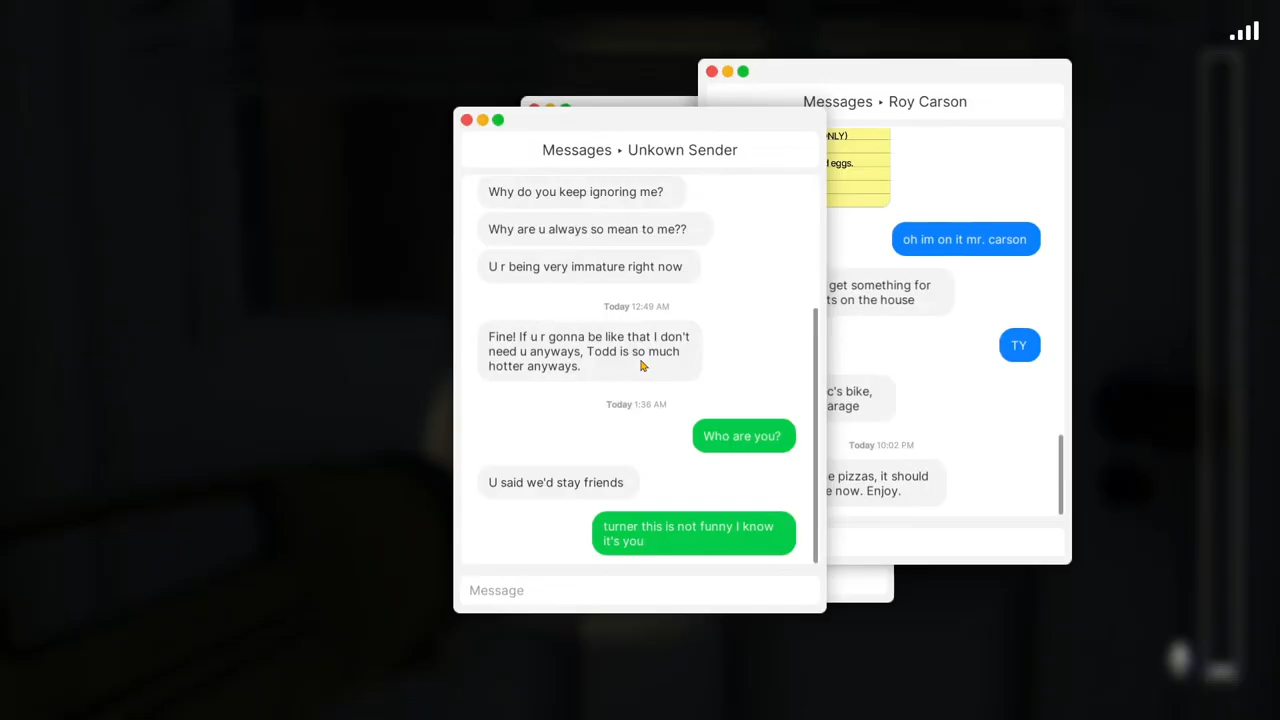 Messages ‣ Roy Carson
NLY)
d eggs.
oh im on it mr. carson
get something for
ts on the house
TY
c's bike,
arage
Today 10:02 PM
e pizzas, it should
e now. Enjoy.
Messages ‣ Unkown Sender
Why do you keep ignoring me?
Why are u always so mean to me??
U r being very immature right now
Today 12:49 AM
Fine! If u r gonna be like that I don't
need u anyways, Todd is so much
hotter anyways.
Today 1:36 AM
Who are you?
U said we'd stay friends
turner this is not funny I know
it's you
Message